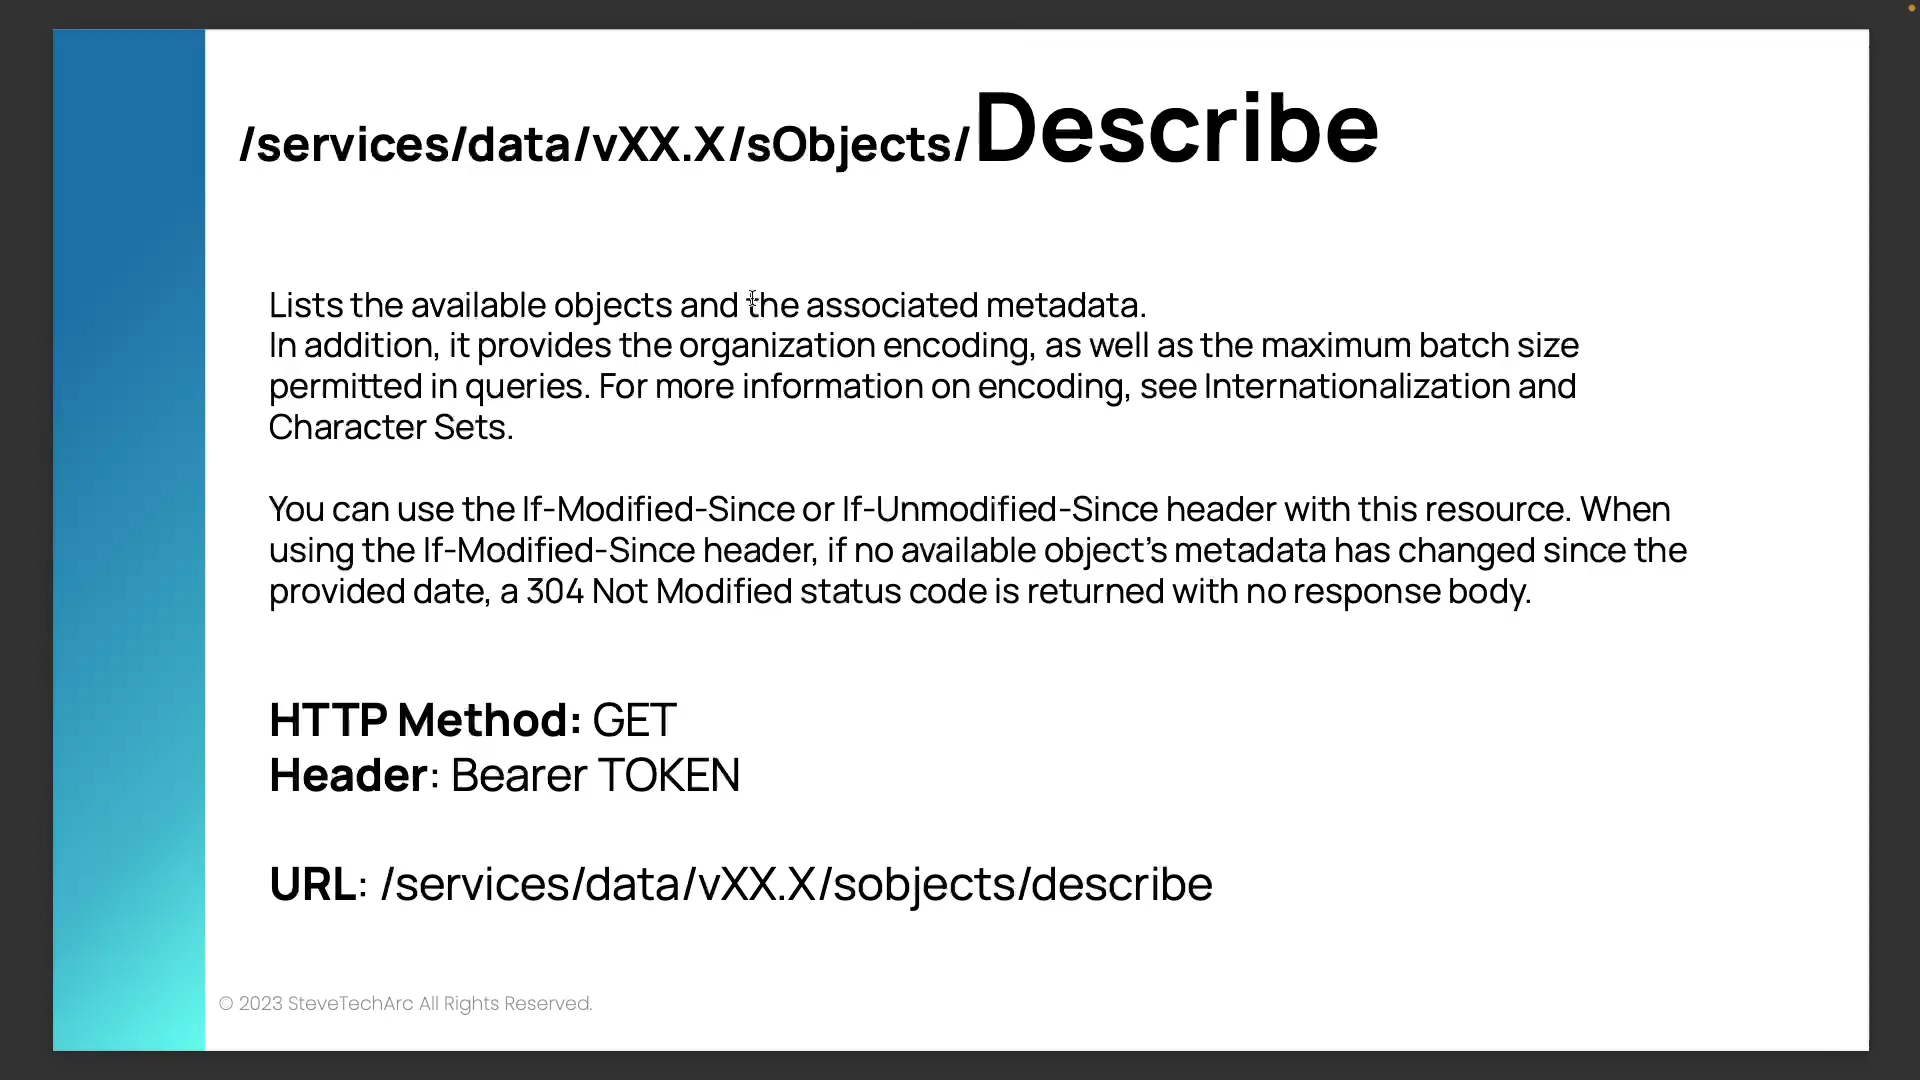 /services/data/vXX.X/sObjects/Describe
Lists the available objects and the associated metadata.
In addition, it provides the organization encoding, as well as the maximum batch size
permitted in queries. For more information on encoding, see Internationalization and
Character Sets.
You can use the If-Modified-Since or If-Unmodified-Since header with this resource. When
using the If-Modified-Since header, if no available object’s metadata has changed since the
provided date, a 304 Not Modified status code is returned with no response body.
HTTP Method: GET
Header: Bearer TOKEN
URL: /services/data/vXX.X/sobjects/describe
© 2023 SteveTechArc All Rights Reserved.